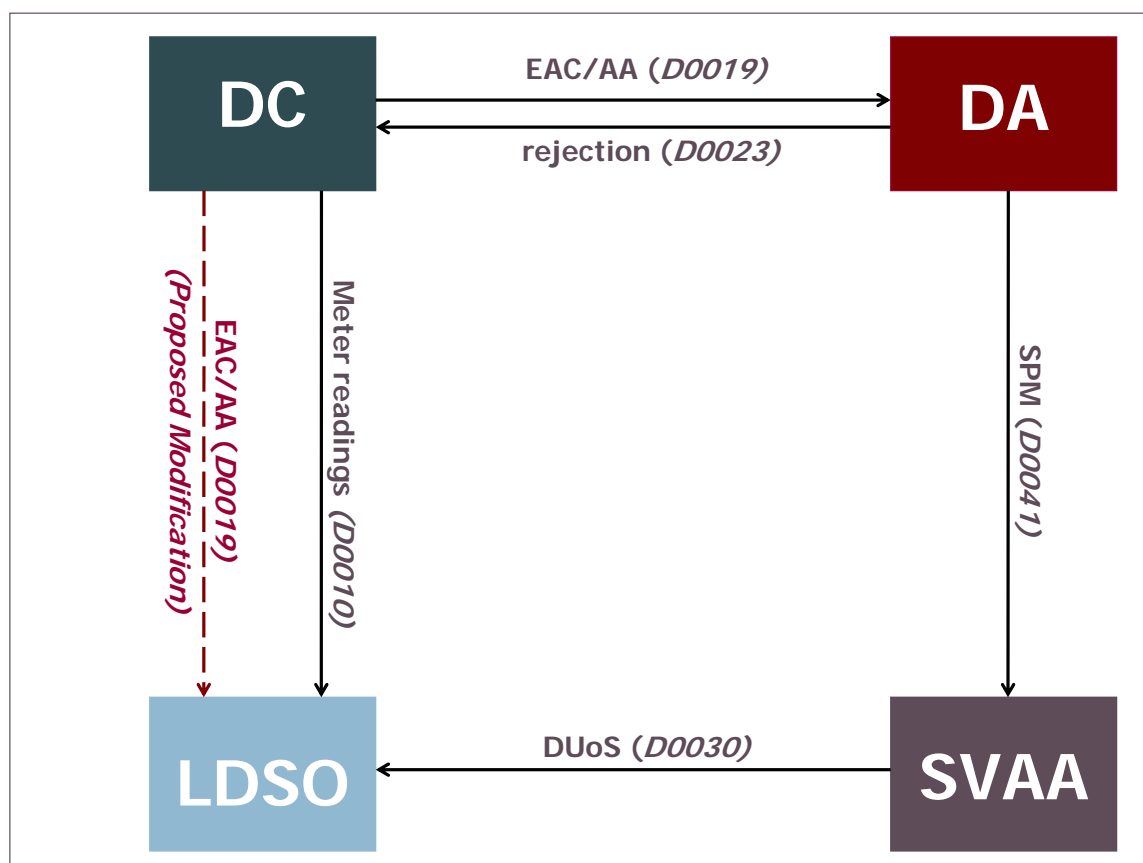 DC
EAC/AA (D0019)
DA
rejection (D0023)
EAC/AA (D0019)
(Proposed Modification)
Meter readings (D0010)
SPM (D0041)
LDSO
DUoS (D0030)
SVAA